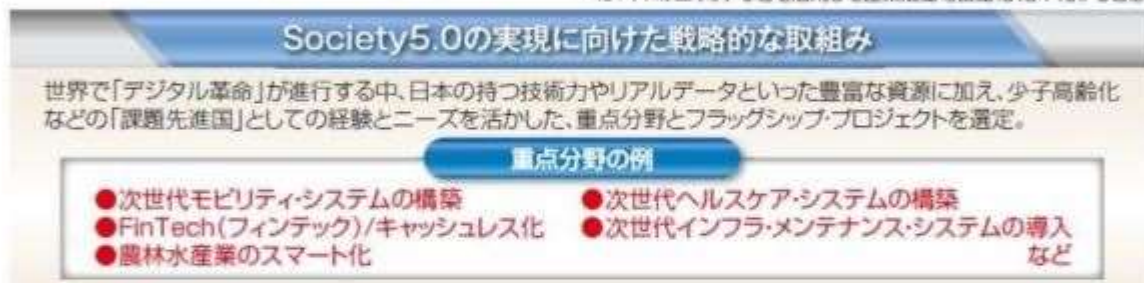 Society5.0の実現に向けた戦略的な取組み
世界で「デジタル革命」が進行する中、日本の持つ技術力やリアルデータといった豊富な資源に加え、少子高齢化
などの「課題先進国」としての経験とニーズを活かした、重点分野とフラッグシップ・プロジェクトを選定。
重点分野の例
●次世代モビリティ・システムの構築
●FinTech(フィンテック)/キャッシュレス化
●農林水産業のスマート化
●次世代ヘルスケア・システムの構築
●次世代インフラ・メンテナンス・システムの導入
など